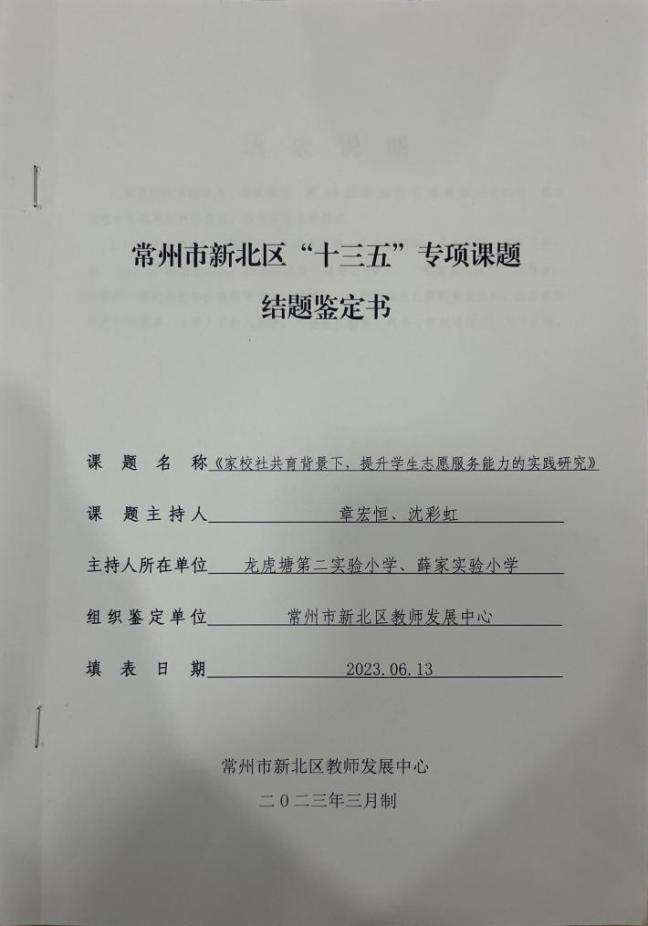 常州市新北区“十三五”专项课题
结题鉴定书
课题名称《家校社共育背景下，提升学生志愿服务能力的实践研究》
课题主持人 章宏恒、沈彩虹
主持人所在单位 龙虎塘第二实验小学、薛家实验小学
组织鉴定单位 常州市新北区教师发展中心
填表日期 2023.06.13
常州市新北区教师发展中心
二０二三年三月制